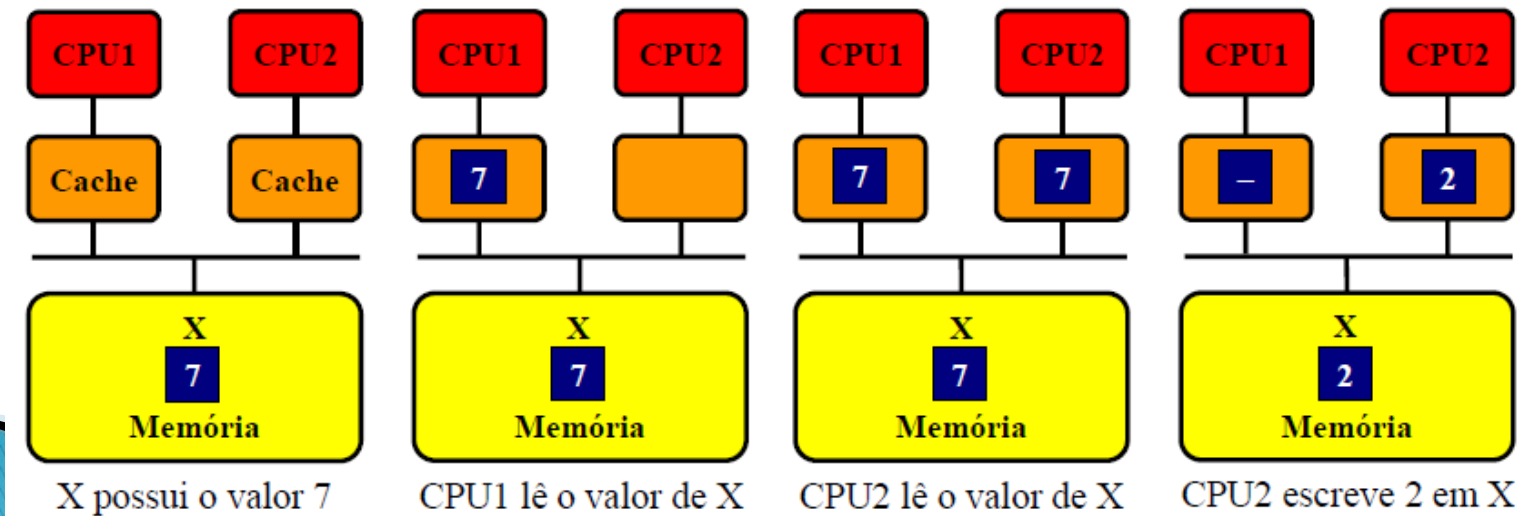 CPU1 CPU2 CPU1 CPU2 CPU1 CPU2 CPU1 CPU2
Cache Cache 7 7 7 – 2
X X X X
7 7 7 2
Memória Memória Memória Memória
X possui o valor 7 CPU1 lê o valor de X CPU2 lê o valor de X CPU2 escreve 2 em X